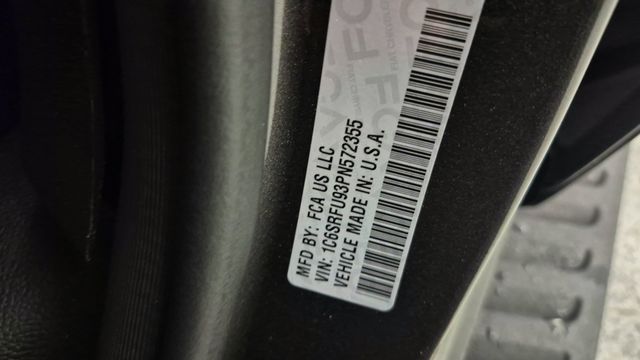 MFD BY: FCA US LLC
VIN: 1C6SRFU93PN572355
VEHICLE MADE IN: U.S.A.